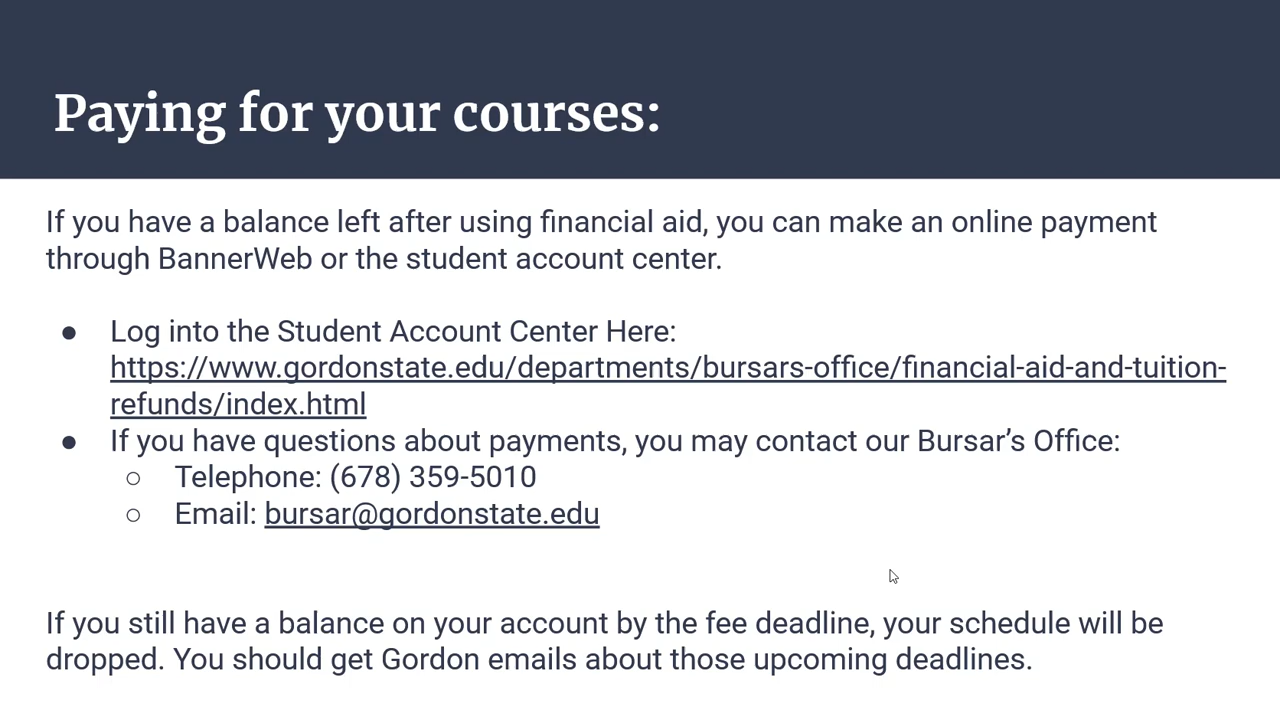 Paying for your courses:
If you have a balance left after using financial aid, you can make an online payment
through BannerWeb or the student account center.
● Log into the Student Account Center Here:
https://www.gordonstate.edu/departments/bursars-office/financial-aid-and-tuition-
refunds/index.html
● If you have questions about payments, you may contact our Bursar’s Office:
○ Telephone: (678) 359-5010
○ Email: bursar@gordonstate.edu
If you still have a balance on your account by the fee deadline, your schedule will be
dropped. You should get Gordon emails about those upcoming deadlines.